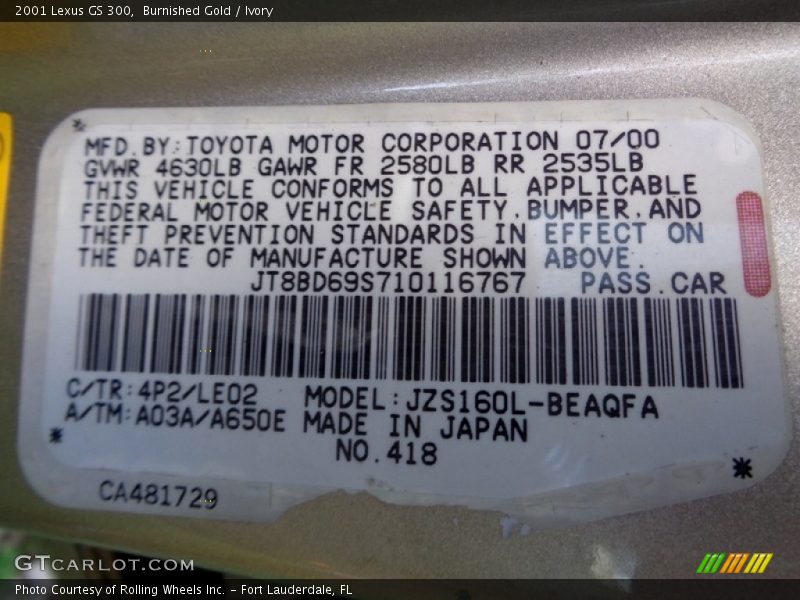 2001 Lexus GS 300,  Burnished Gold / Ivory
MFD.BY:TOYOTA MOTOR CORPORATION 07/00
GVWR 4630LB GAWR FR 2580LB RR 2535LB
THIS VEHICLE CONFORMS TO ALL APPLICABLE
FEDERAL MOTOR VEHICLE SAFETY,BUMPER,AND
THEFT PREVENTION STANDARDS IN EFFECT ON
THE DATE OF MANUFACTURE SHOWN ABOVE.
JT8BD69S710116767 PASS.CAR
C/TR:4P2/LE02 MODEL:JZS160L-BEAQFA
A/TM:A03A/A650E MADE IN JAPAN
NO.418
CA481729
GTCARLOT.COM
Photo Courtesy of Rolling Wheels Inc. - Fort Lauderdale, FL